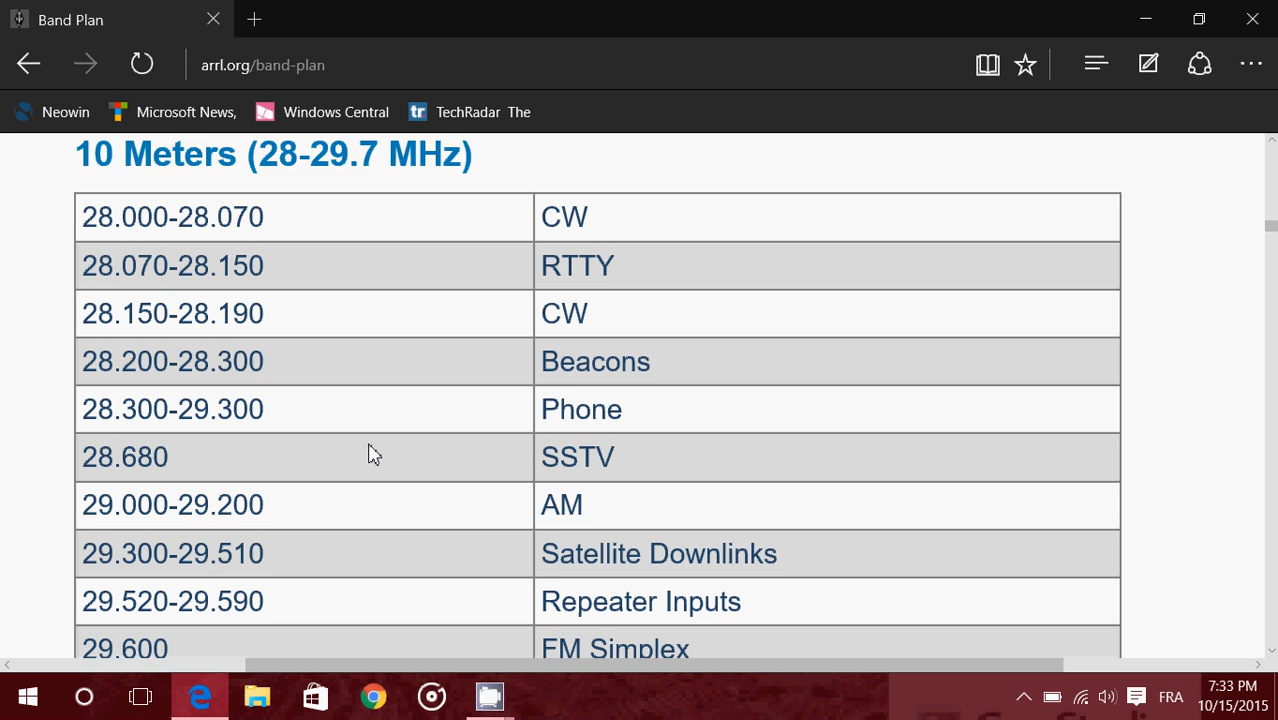 Band Plan
arrl.org/band-plan
Neowin Microsoft News, Windows Central tr TechRadar The
10 Meters (28-29.7 MHz)
28.000-28.070 CW
28.070-28.150 RTTY
28.150-28.190 CW
28.200-28.300 Beacons
28.300-29.300 Phone
28.680 SSTV
29.000-29.200 AM
29.300-29.510 Satellite Downlinks
29.520-29.590 Repeater Inputs
29.600 FM Simplex
FRA 7:33 PM
10/15/2015